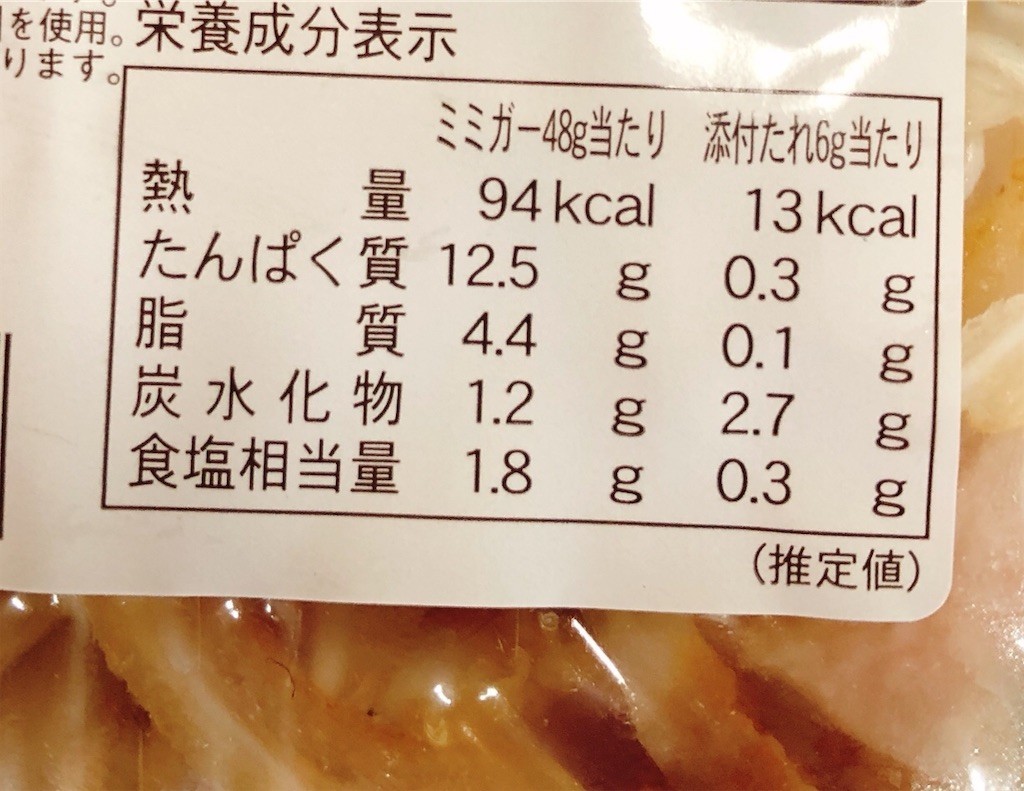 を使用。
ります。
栄養成分表示
ミミガー48g当たり 添付たれ6g当たり
熱量 94kcal 13kcal
たんぱく質 12.5 g 0.3 g
脂質 4.4 g 0.1 g
炭水化物 1.2 g 2.7 g
食塩相当量 1.8 g 0.3 g
(推定値)